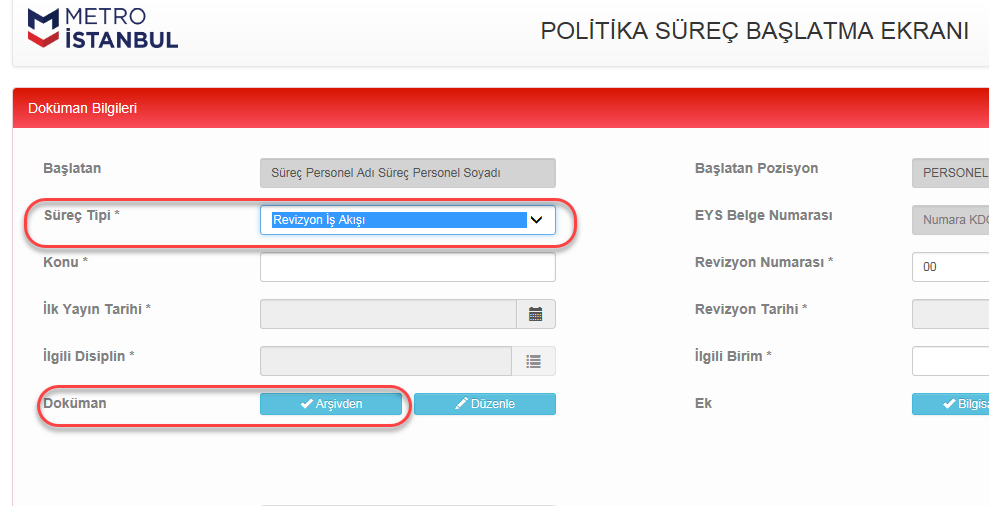 METRO
İSTANBUL
POLİTİKA SÜREÇ BAŞLATMA EKRANI
Doküman Bilgileri
Başlatan
Süreç Personel Adı Süreç Personel Soyadı
Başlatan Pozisyon
PERSONEL
Süreç Tipi *
Revizyon İş Akışı
EYS Belge Numarası
Numara KDO
Konu *
Revizyon Numarası *
00
İlk Yayın Tarihi *
Revizyon Tarihi *
İlgili Disiplin *
İlgili Birim *
Doküman
Arşivden
Düzenle
Ek